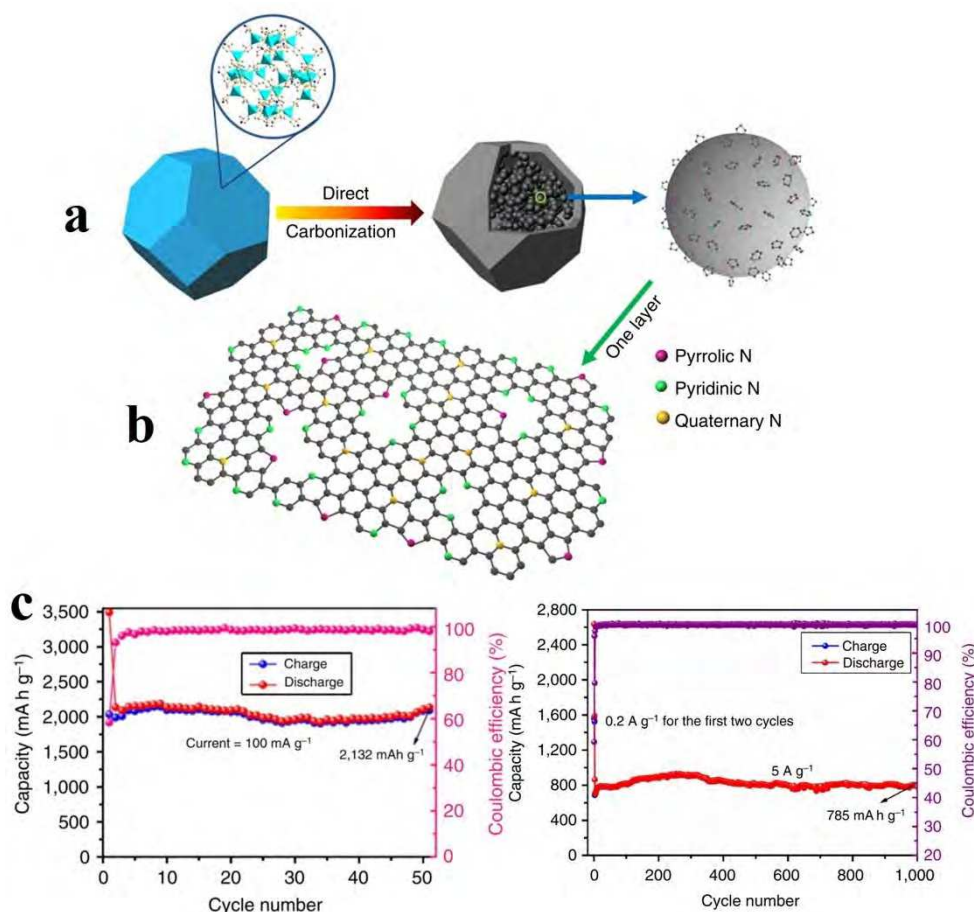 a
Direct
Carbonization
One layer
Pyrrolic N
Pyridinic N
Quaternary N
b
c
3,500
3,000
2,500
2,000
1,500
1,000
500
0
Capacity (mA h g⁻¹)
0
10
20
30
40
50
Cycle number
100
80
60
40
20
0
Coulombic efficiency (%)
Charge
Discharge
Current = 100 mA g⁻¹
2,132 mAh g⁻¹
2,800
2,400
2,000
1,600
1,200
800
400
0
Capacity (mA h g⁻¹)
0
200
400
600
800
1,000
Cycle number
100
90
80
70
60
50
40
30
20
Coulombic efficiency (%)
Charge
Discharge
0.2 A g⁻¹ for the first two cycles
5 A g⁻¹
785 mA h g⁻¹